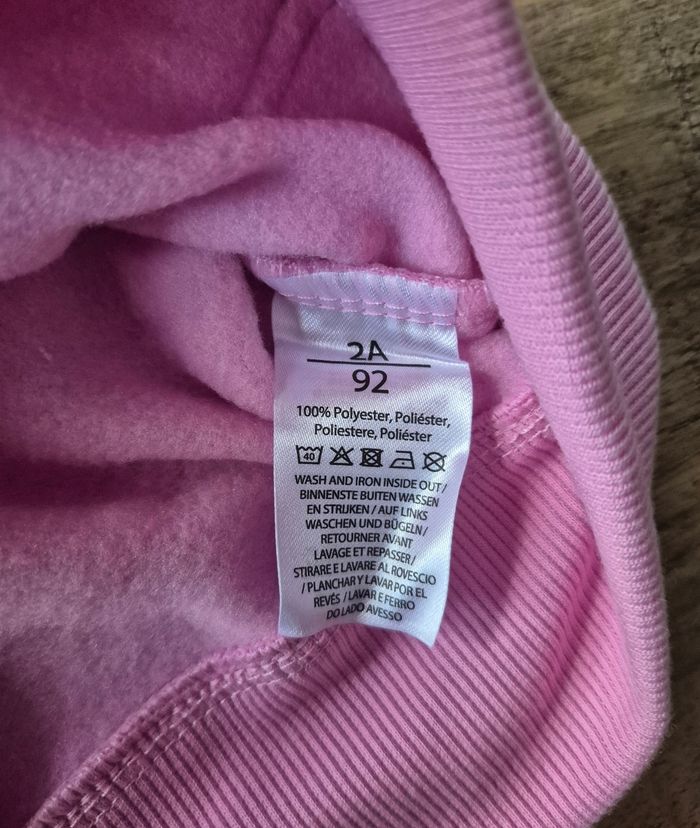 2A
92
100% Polyester, Poliéster,
Poliestere, Poliéster
40
WASH AND IRON INSIDE OUT /
BINNENSTE BUITEN WASSEN
EN STRIJKEN / AUF LINKS
WASCHEN UND BÜGELN /
RETOURNER AVANT
LAVAGE ET REPASSER /
STIRARE E LAVARE AL ROVESCIO
/ PLANCHAR Y LAVAR POR EL
REVÉS / LAVAR E FERRO
DO LADO AVESSO